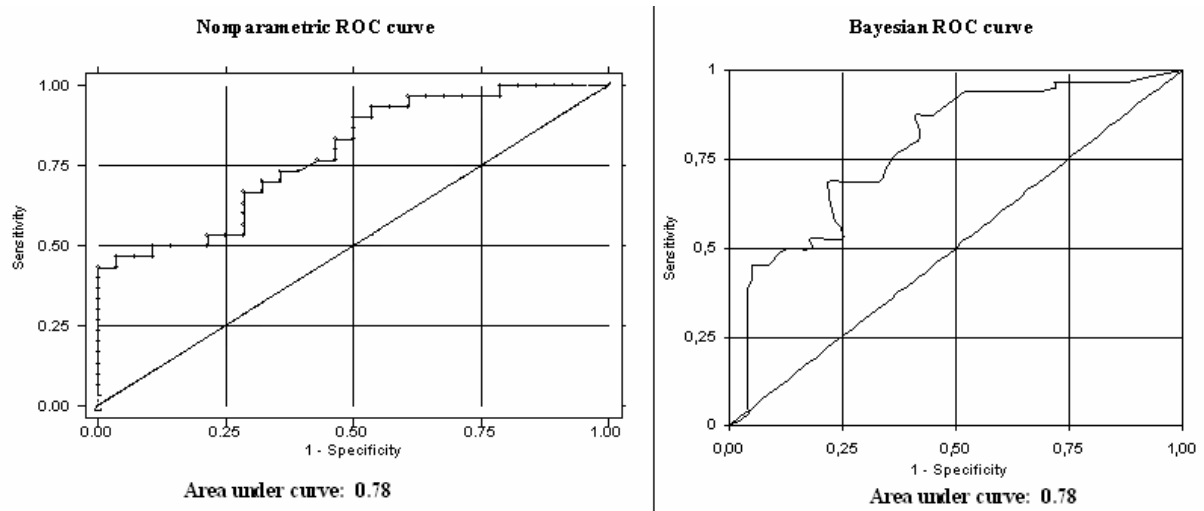 Nonparametric ROC curve
1.00
0.75
0.50
0.25
0.00
Sensitivity
0.00 0.25 0.50 0.75 1.00
1 - Specificity
Area under curve: 0.78
Bayesian ROC curve
1
0,75
0,5
0,25
0
Sensitivity
0,00 0,25 0,50 0,75 1,00
1 - Specificity
Area under curve: 0.78